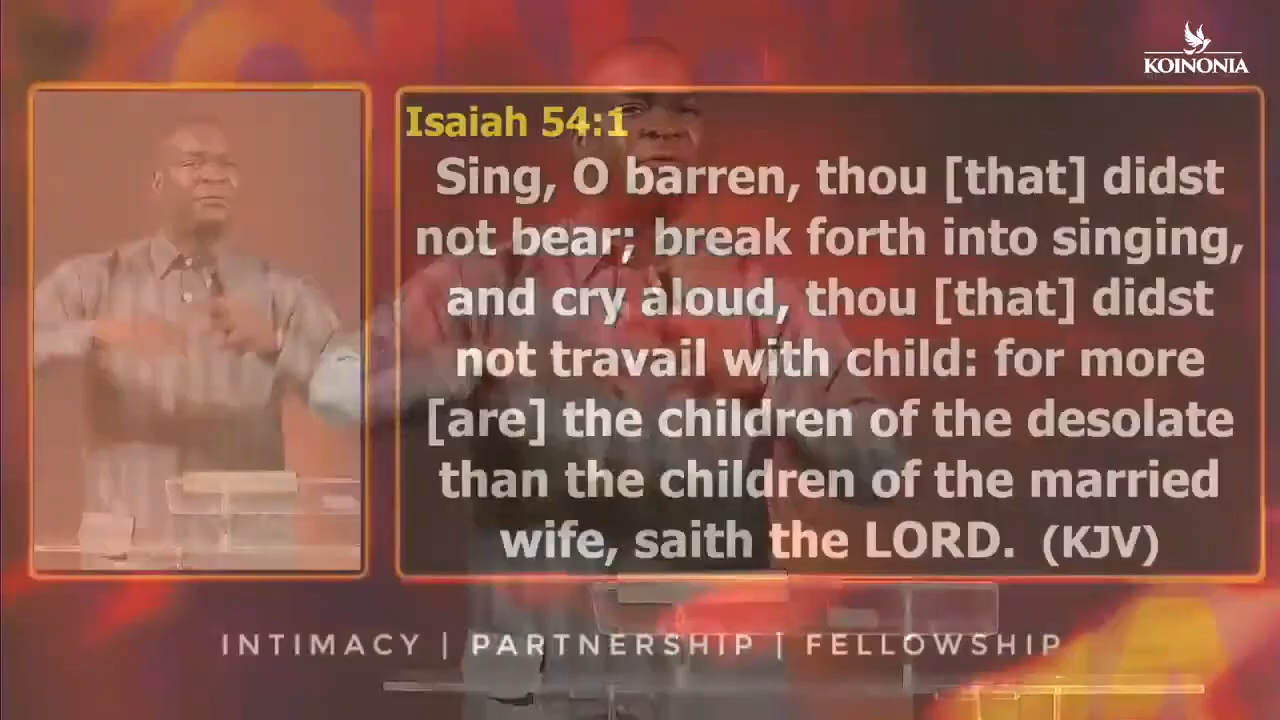 KOINONIA
Isaiah 54:1
Sing, O barren, thou [that] didst
not bear; break forth into singing,
and cry aloud, thou [that] didst
not travail with child: for more
[are] the children of the desolate
than the children of the married
wife, saith the LORD. (KJV)
INTIMACY | PARTNERSHIP | FELLOWSHIP